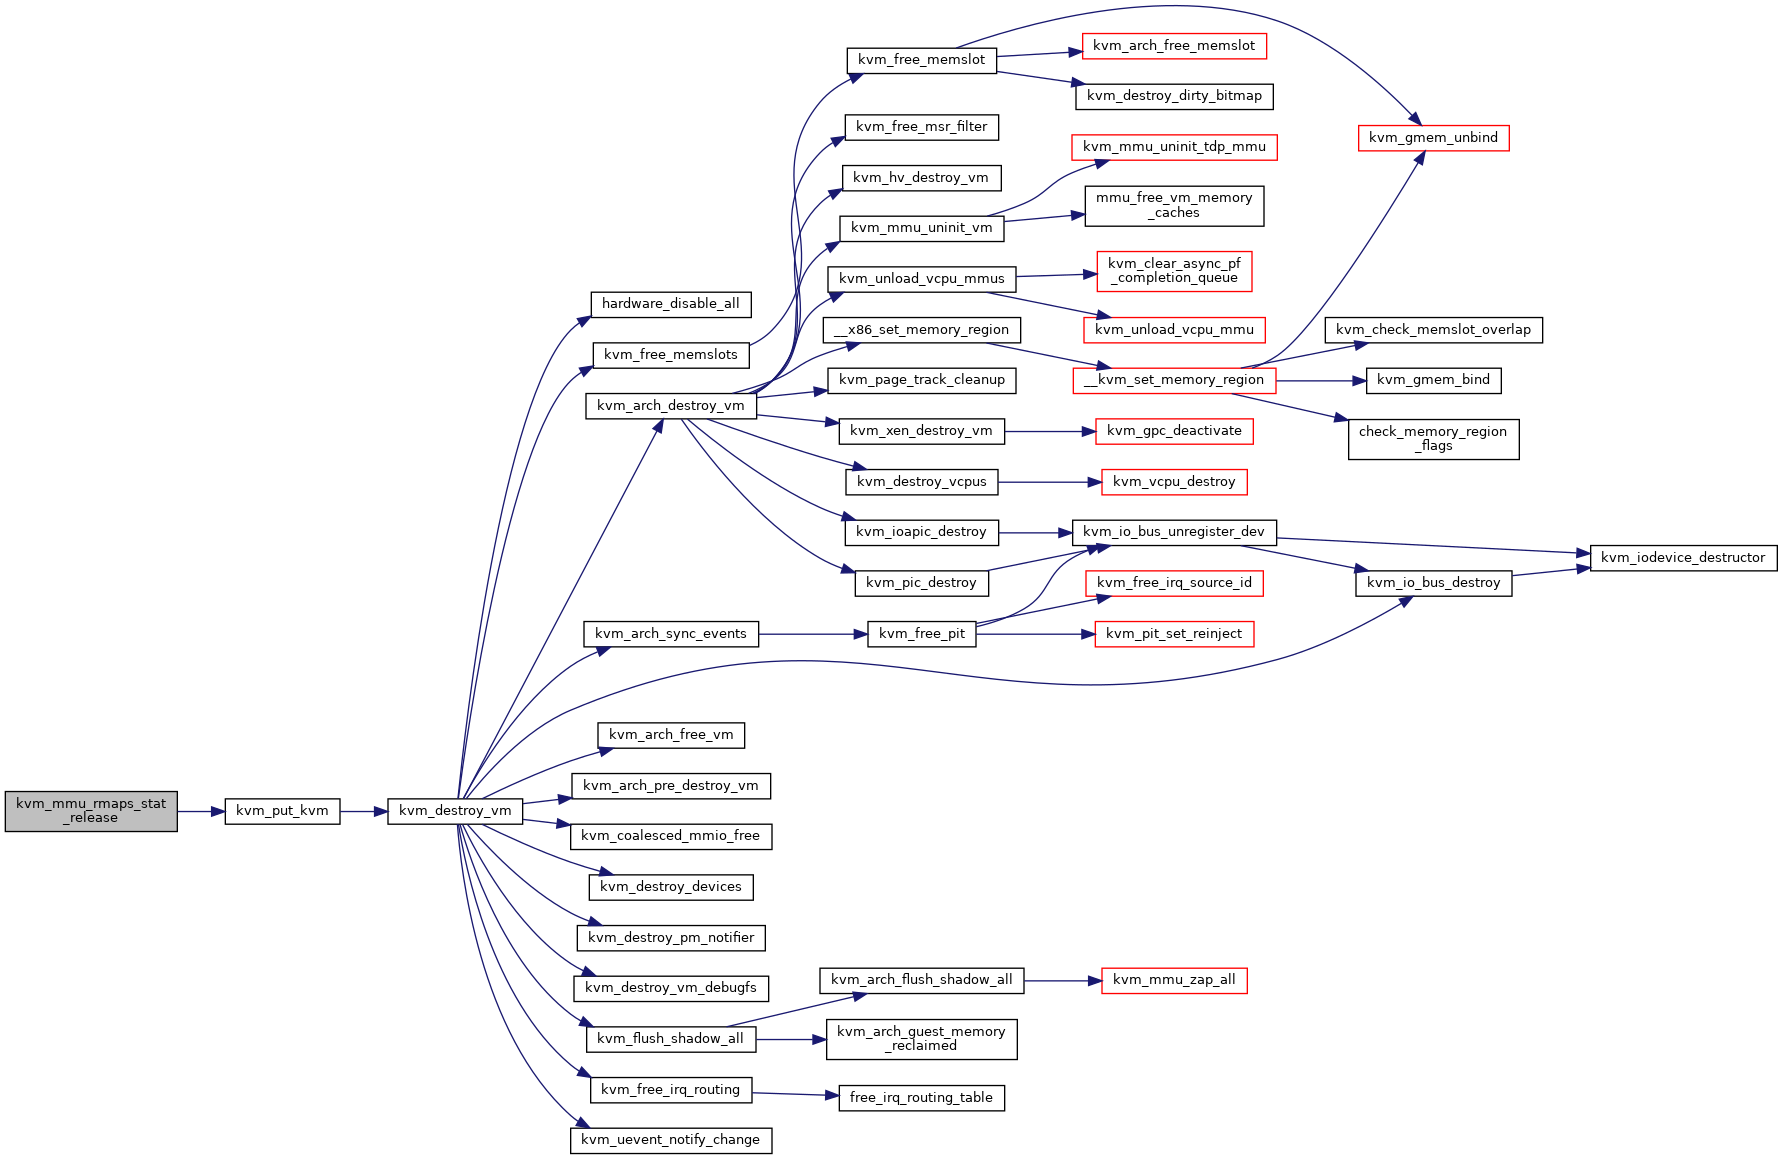 kvm_mmu_rmaps_stat
_release
kvm_put_kvm
kvm_destroy_vm
hardware_disable_all
kvm_free_memslots
kvm_arch_destroy_vm
kvm_arch_sync_events
kvm_arch_free_vm
kvm_arch_pre_destroy_vm
kvm_coalesced_mmio_free
kvm_destroy_devices
kvm_destroy_pm_notifier
kvm_destroy_vm_debugfs
kvm_flush_shadow_all
kvm_free_irq_routing
kvm_uevent_notify_change
kvm_free_memslot
kvm_free_msr_filter
kvm_hv_destroy_vm
kvm_mmu_uninit_vm
kvm_unload_vcpu_mmus
__x86_set_memory_region
kvm_page_track_cleanup
kvm_xen_destroy_vm
kvm_destroy_vcpus
kvm_ioapic_destroy
kvm_pic_destroy
kvm_free_pit
kvm_arch_flush_shadow_all
kvm_arch_guest_memory
_reclaimed
free_irq_routing_table
kvm_arch_free_memslot
kvm_destroy_dirty_bitmap
kvm_mmu_uninit_tdp_mmu
mmu_free_vm_memory
_caches
kvm_clear_async_pf
_completion_queue
kvm_unload_vcpu_mmu
__kvm_set_memory_region
kvm_gpc_deactivate
kvm_vcpu_destroy
kvm_io_bus_unregister_dev
kvm_free_irq_source_id
kvm_pit_set_reinject
kvm_mmu_zap_all
kvm_gmem_unbind
kvm_check_memslot_overlap
kvm_gmem_bind
check_memory_region
_flags
kvm_io_bus_destroy
kvm_iodevice_destructor